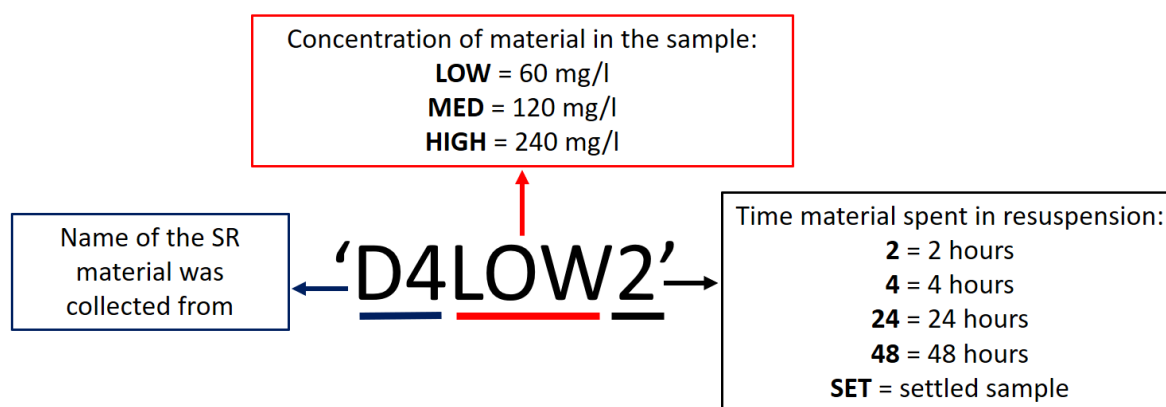 Concentration of material in the sample:
LOW = 60 mg/l
MED = 120 mg/l
HIGH = 240 mg/l
Name of the SR
material was
collected from
‘D4LOW2’
Time material spent in resuspension:
2 = 2 hours
4 = 4 hours
24 = 24 hours
48 = 48 hours
SET = settled sample